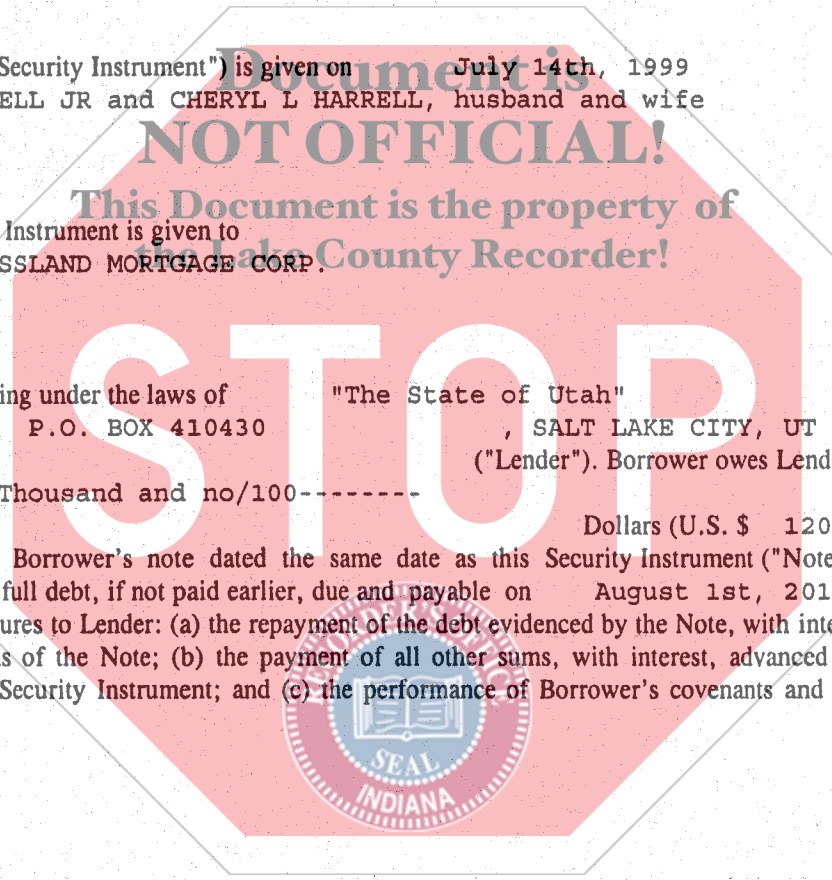 Security Instrument") is given on July 14th, 1999
ELL JR and CHERYL L HARRELL, husband and wife
Document is
NOT OFFICIAL!
This Document is the property of
the Lake County Recorder!
Instrument is given to
SSLAND MORTGAGE CORP.
STOP
ing under the laws of "The State of Utah"
P.O. BOX 410430 , SALT LAKE CITY, UT
("Lender"). Borrower owes Lend
Thousand and no/100--------
Dollars (U.S. $ 120
Borrower's note dated the same date as this Security Instrument ("Note
full debt, if not paid earlier, due and payable on August 1st, 201
ures to Lender: (a) the repayment of the debt evidenced by the Note, with inte
s of the Note; (b) the payment of all other sums, with interest, advanced
Security Instrument; and (c) the performance of Borrower's covenants and
RECORDER'S OFFICE
SEAL
INDIANA